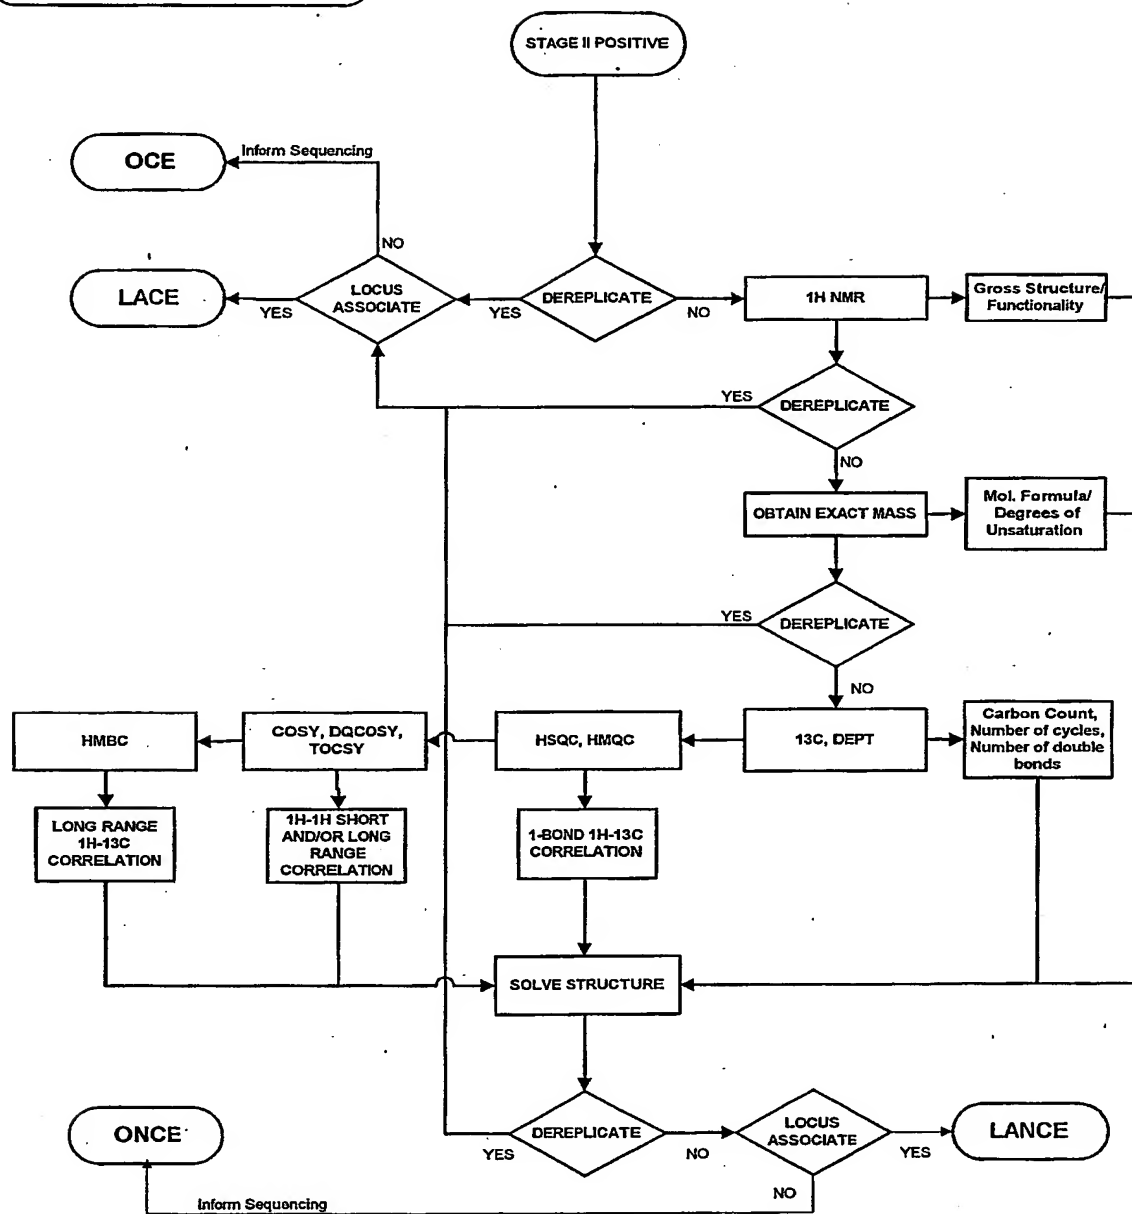 STAGE II POSITIVE
OCE
Inform Sequencing
NO
LACE
YES
LOCUS
ASSOCIATE
YES
DEREPLICATE
NO
1H NMR
Gross Structure/
Functionality
YES
DEREPLICATE
NO
OBTAIN EXACT MASS
Mol. Formula/
Degrees of
Unsaturation
YES
DEREPLICATE
NO
HMBC
COSY, DQCOSY,
TOCSY
HSQC, HMQC
13C, DEPT
Carbon Count,
Number of cycles,
Number of double
bonds
LONG RANGE
1H-13C
CORRELATION
1H-1H SHORT
AND/OR LONG
RANGE
CORRELATION
1-BOND 1H-13C
CORRELATION
SOLVE STRUCTURE
ONCE
YES
DEREPLICATE
NO
LOCUS
ASSOCIATE
YES
LANCE
NO
Inform Sequencing